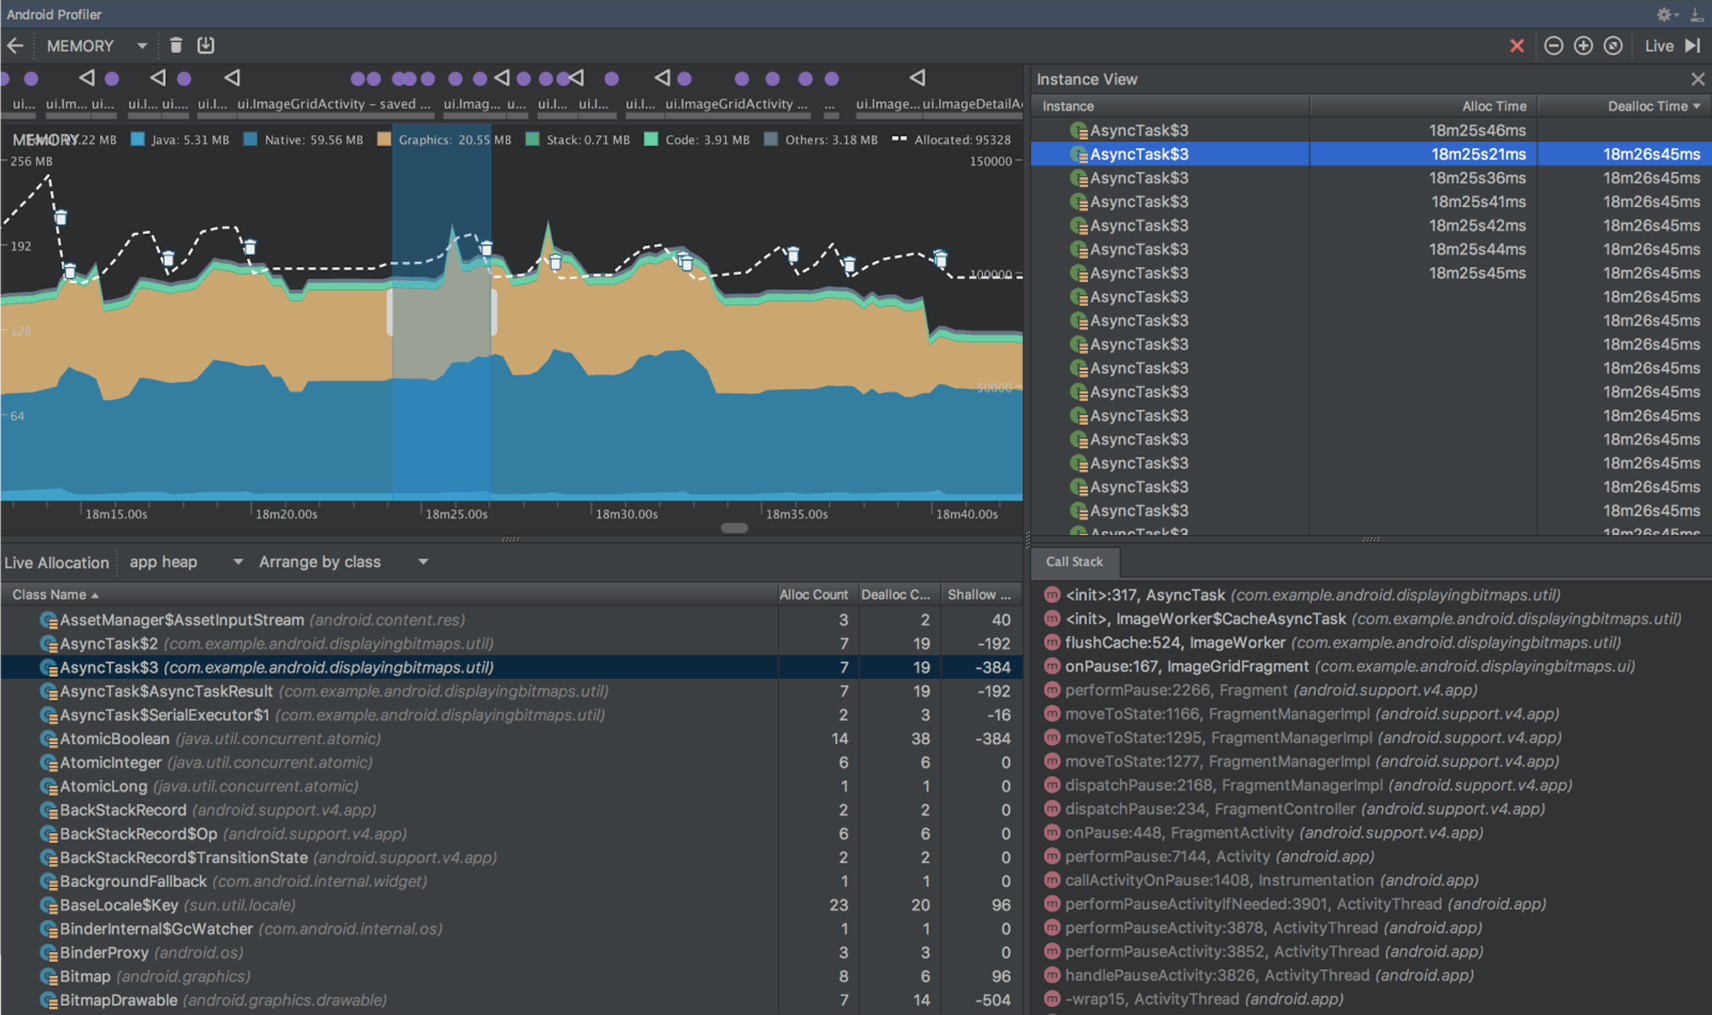 Android Profiler
MEMORY
Live
ui... ui.Im... ui... ui.I... ui.... ui.I... ui.ImageGridActivity – saved ... ui.Imag... u... ui.I... ui.I... ui.I... ui.ImageGridActivity ... ... ui.Image... ui.ImageDetailA
MEMORY Java: 5.31 MB Native: 59.56 MB Graphics: 20.55 MB Stack: 0.71 MB Code: 3.91 MB Others: 3.18 MB Allocated: 95328
256 MB 150000
192
100000
128
50000
64
18m15.00s 18m20.00s 18m25.00s 18m30.00s 18m35.00s 18m40.00s
Live Allocation app heap Arrange by class
Class Name Alloc Count Dealloc C... Shallow ...
AssetManager$AssetInputStream (android.content.res) 3 2 40
AsyncTask$2 (com.example.android.displayingbitmaps.util) 7 19 -192
AsyncTask$3 (com.example.android.displayingbitmaps.util) 7 19 -384
AsyncTask$AsyncTaskResult (com.example.android.displayingbitmaps.util) 7 19 -192
AsyncTask$SerialExecutor$1 (com.example.android.displayingbitmaps.util) 2 3 -16
AtomicBoolean (java.util.concurrent.atomic) 14 38 -384
AtomicInteger (java.util.concurrent.atomic) 6 6 0
AtomicLong (java.util.concurrent.atomic) 1 1 0
BackStackRecord (android.support.v4.app) 2 2 0
BackStackRecord$Op (android.support.v4.app) 6 6 0
BackStackRecord$TransitionState (android.support.v4.app) 2 2 0
BackgroundFallback (com.android.internal.widget) 1 1 0
BaseLocale$Key (sun.util.locale) 23 20 96
BinderInternal$GcWatcher (com.android.internal.os) 1 1 0
BinderProxy (android.os) 3 3 0
Bitmap (android.graphics) 8 6 96
BitmapDrawable (android.graphics.drawable) 7 14 -504
Instance View
Instance Alloc Time Dealloc Time
AsyncTask$3 18m25s46ms
AsyncTask$3 18m25s21ms 18m26s45ms
AsyncTask$3 18m25s36ms 18m26s45ms
AsyncTask$3 18m25s41ms 18m26s45ms
AsyncTask$3 18m25s42ms 18m26s45ms
AsyncTask$3 18m25s44ms 18m26s45ms
AsyncTask$3 18m25s45ms 18m26s45ms
AsyncTask$3 18m26s45ms
AsyncTask$3 18m26s45ms
AsyncTask$3 18m26s45ms
AsyncTask$3 18m26s45ms
AsyncTask$3 18m26s45ms
AsyncTask$3 18m26s45ms
AsyncTask$3 18m26s45ms
AsyncTask$3 18m26s45ms
AsyncTask$3 18m26s45ms
AsyncTask$3 18m26s45ms
AsyncTask$3 18m26s45ms
Call Stack
<init>:317, AsyncTask (com.example.android.displayingbitmaps.util)
<init>, ImageWorker$CacheAsyncTask (com.example.android.displayingbitmaps.util)
flushCache:524, ImageWorker (com.example.android.displayingbitmaps.util)
onPause:167, ImageGridFragment (com.example.android.displayingbitmaps.ui)
performPause:2266, Fragment (android.support.v4.app)
moveToState:1166, FragmentManagerImpl (android.support.v4.app)
moveToState:1295, FragmentManagerImpl (android.support.v4.app)
moveToState:1277, FragmentManagerImpl (android.support.v4.app)
dispatchPause:2168, FragmentManagerImpl (android.support.v4.app)
dispatchPause:234, FragmentController (android.support.v4.app)
onPause:448, FragmentActivity (android.support.v4.app)
performPause:7144, Activity (android.app)
callActivityOnPause:1408, Instrumentation (android.app)
performPauseActivityIfNeeded:3901, ActivityThread (android.app)
performPauseActivity:3878, ActivityThread (android.app)
performPauseActivity:3852, ActivityThread (android.app)
handlePauseActivity:3826, ActivityThread (android.app)
-wrap15, ActivityThread (android.app)